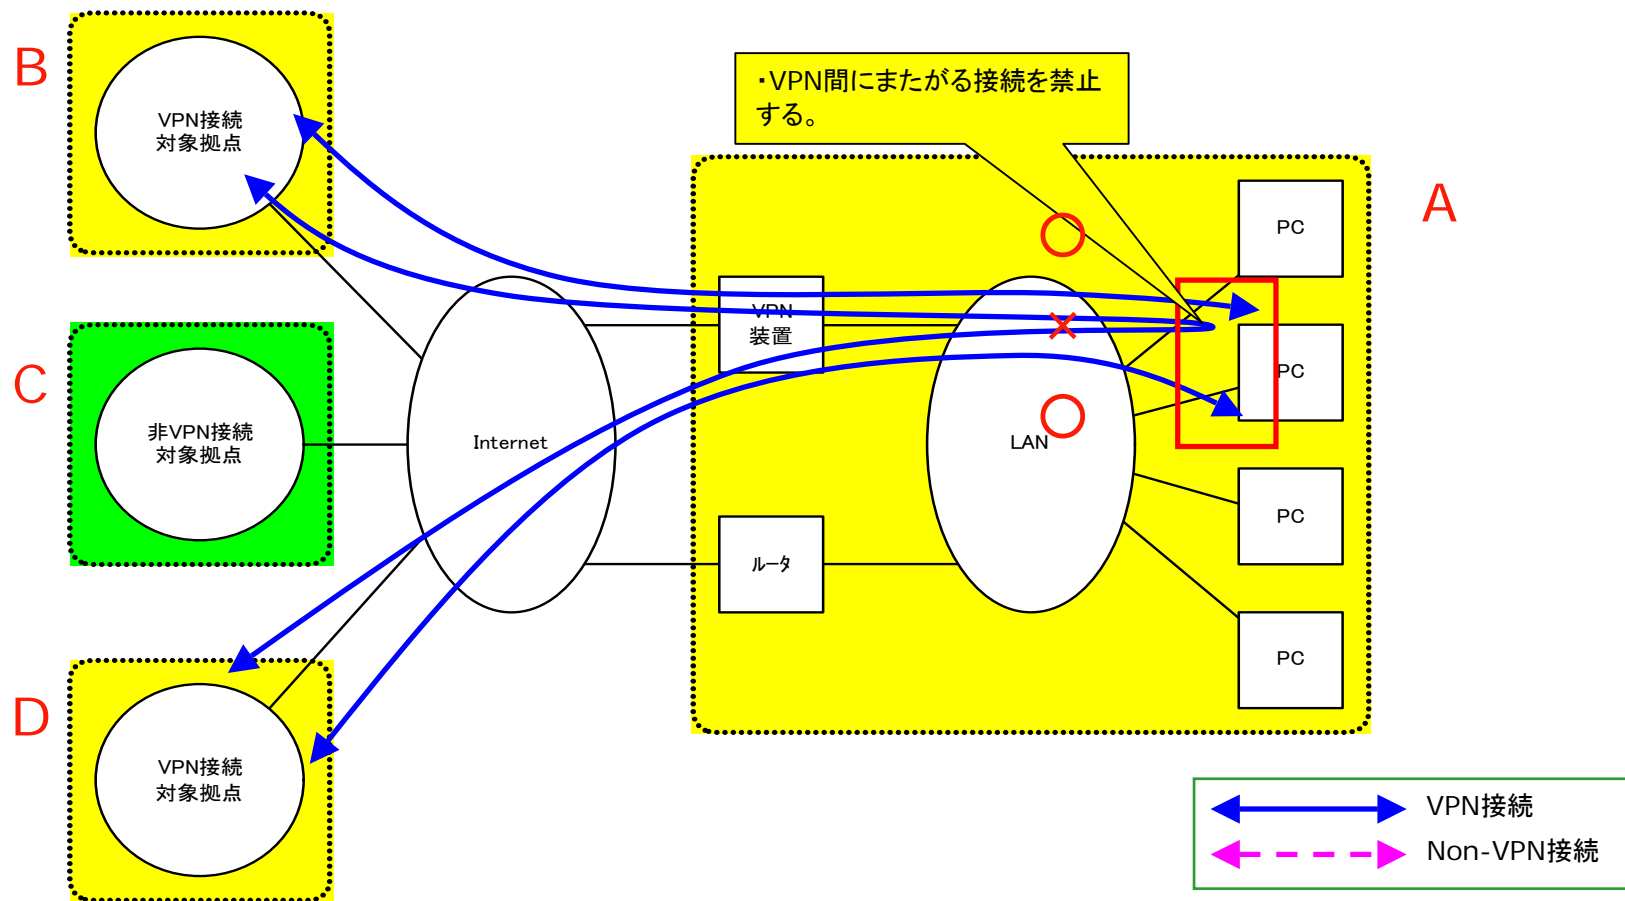 B
VPN接続
対象拠点
・VPN間にまたがる接続を禁止
する。
A
PC
VPN
装置
PC
C
非VPN接続
対象拠点
Internet
LAN
PC
ルータ
PC
D
VPN接続
対象拠点
VPN接続
Non-VPN接続